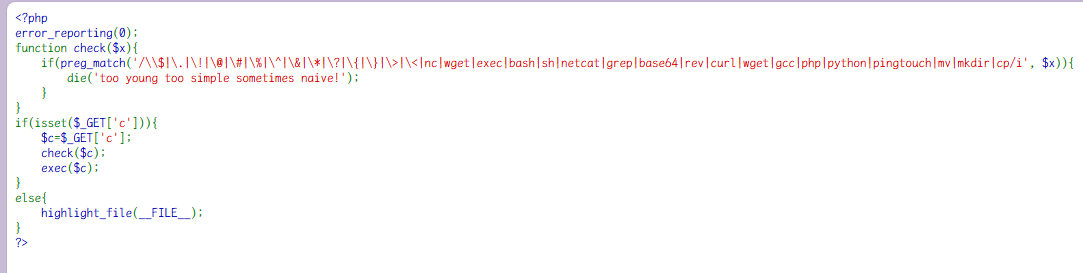 <?php
error_reporting(0);
function check($x){
    if(preg_match('/\\$|\.|\!|\@|\#|\%|\^|\&|\*|\?|\{|\}|\>|\<|nc|wget|exec|bash|sh|netcat|grep|base64|rev|curl|wget|gcc|php|python|pingtouch|mv|mkdir|cp/i', $x)){
        die('too young too simple sometimes naive!');
    }
}
if(isset($_GET['c'])){
    $c=$_GET['c'];
    check($c);
    exec($c);
}
else{
    highlight_file(__FILE__);
}
?>